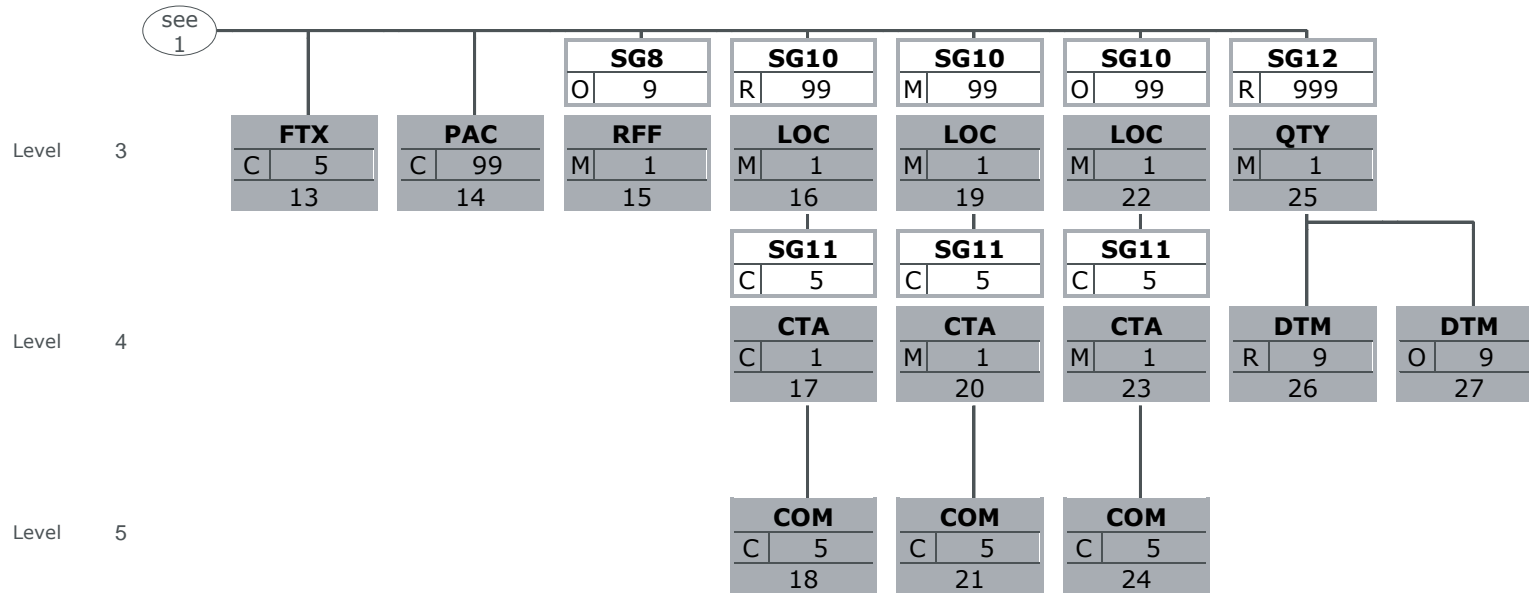 see
1
SG8 SG10 SG10 SG10 SG12
O 9 R 99 M 99 O 99 R 999
FTX PAC RFF LOC LOC LOC QTY
Level 3
C 5 C 99 M 1 M 1 M 1 M 1 M 1
13 14 15 16 19 22 25
SG11 SG11 SG11
C 5 C 5 C 5
CTA CTA CTA DTM DTM
Level 4
C 1 M 1 M 1 R 9 O 9
17 20 23 26 27
COM COM COM
Level 5
C 5 C 5 C 5
18 21 24